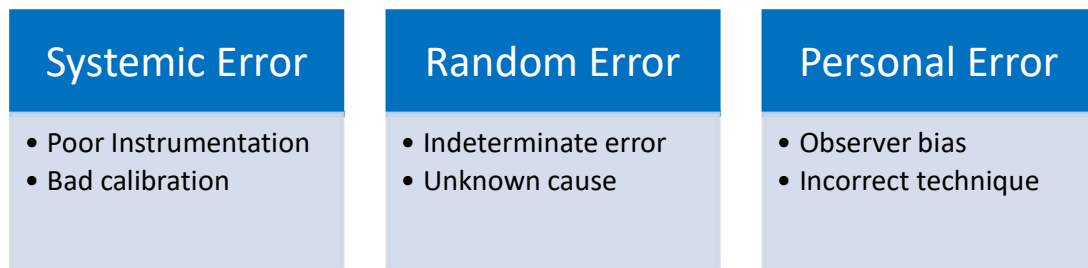 Systemic Error
• Poor Instrumentation
• Bad calibration
Random Error
• Indeterminate error
• Unknown cause
Personal Error
• Observer bias
• Incorrect technique